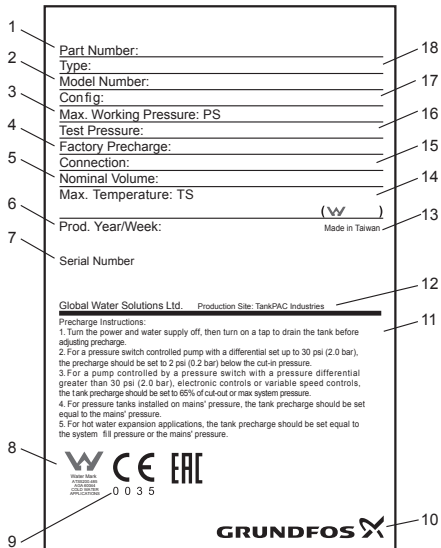 1
Part Number:
18
Type:
2
Model Number:
17
Config:
3
Max. Working Pressure: PS
16
Test Pressure:
4
Factory Precharge:
15
Connection:
5
Nominal Volume:
14
Max. Temperature: TS
6
(W )
13
Prod. Year/Week:
Made in Taiwan
7
Serial Number
12
Global Water Solutions Ltd. Production Site: TankPAC Industries
11
Precharge Instructions:
1. Turn the power and water supply off, then turn on a tap to drain the tank before
adjusting precharge.
2. For a pressure switch controlled pump with a differential set up to 30 psi (2.0 bar),
the precharge should be set to 2 psi (0.2 bar) below the cut-in pressure.
3. For a pump controlled by a pressure switch with a pressure differential
greater than 30 psi (2.0 bar), electronic controls or variable speed controls,
the tank precharge should be set to 65% of cut-out or max system pressure.
4. For pressure tanks installed on mains' pressure, the tank precharge should be set
equal to the mains' pressure.
5. For hot water expansion applications, the tank precharge should be set equal to
the system fill pressure or the mains' pressure.
8
W CE EAC
Water Mark
COLD WATER
APPLICATIONS
0 0 3 5
9
GRUNDFOS X
10